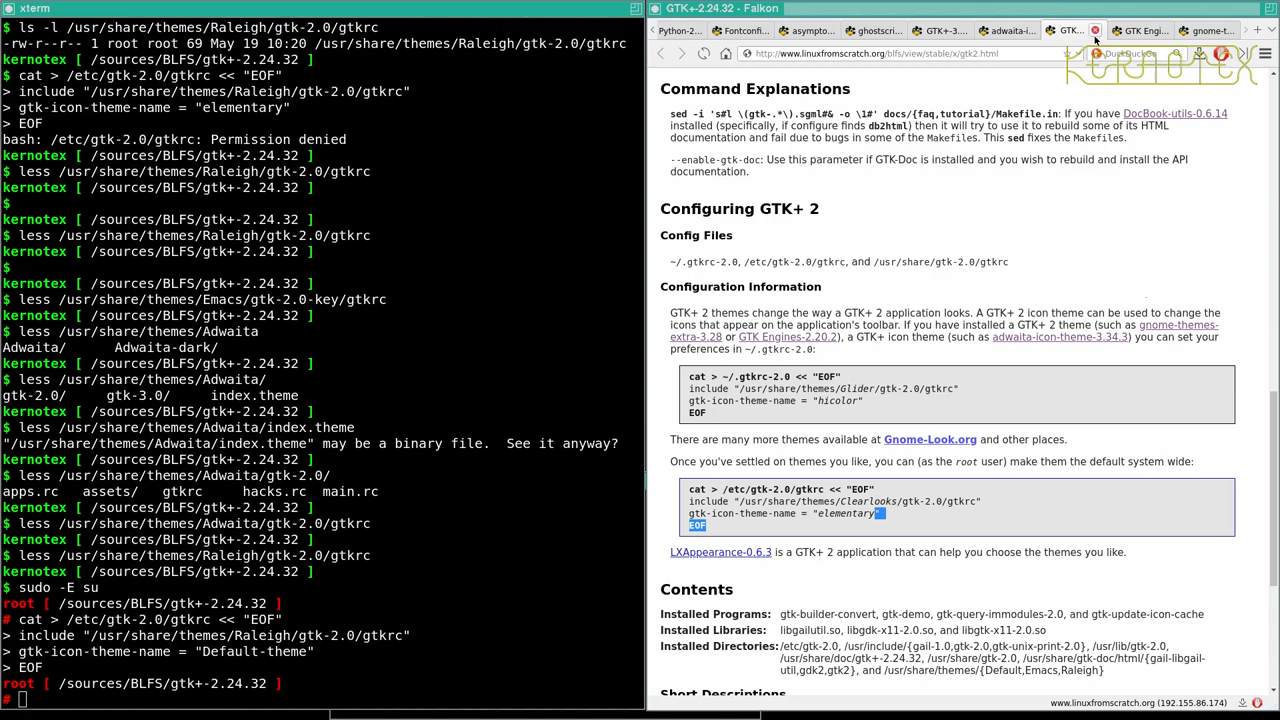 xterm
$ ls -l /usr/share/themes/Raleigh/gtk-2.0/gtkrc
-rw-r--r-- 1 root root 69 May 19 10:20 /usr/share/themes/Raleigh/gtk-2.0/gtkrc
kernotex [ /sources/BLFS/gtk+-2.24.32 ]
$ cat > /etc/gtk-2.0/gtkrc << "EOF"
> include "/usr/share/themes/Raleigh/gtk-2.0/gtkrc"
> gtk-icon-theme-name = "elementary"
> EOF
bash: /etc/gtk-2.0/gtkrc: Permission denied
kernotex [ /sources/BLFS/gtk+-2.24.32 ]
$ less /usr/share/themes/Raleigh/gtk-2.0/gtkrc
kernotex [ /sources/BLFS/gtk+-2.24.32 ]
$
kernotex [ /sources/BLFS/gtk+-2.24.32 ]
$ less /usr/share/themes/Raleigh/gtk-2.0/gtkrc
kernotex [ /sources/BLFS/gtk+-2.24.32 ]
$
kernotex [ /sources/BLFS/gtk+-2.24.32 ]
$ less /usr/share/themes/Emacs/gtk-2.0-key/gtkrc
kernotex [ /sources/BLFS/gtk+-2.24.32 ]
$ less /usr/share/themes/Adwaita
Adwaita/      Adwaita-dark/
kernotex [ /sources/BLFS/gtk+-2.24.32 ]
$ less /usr/share/themes/Adwaita/
gtk-2.0/     gtk-3.0/     index.theme
kernotex [ /sources/BLFS/gtk+-2.24.32 ]
$ less /usr/share/themes/Adwaita/index.theme
"/usr/share/themes/Adwaita/index.theme" may be a binary file.  See it anyway?
kernotex [ /sources/BLFS/gtk+-2.24.32 ]
$ less /usr/share/themes/Adwaita/gtk-2.0/
apps.rc   assets/   gtkrc     hacks.rc  main.rc
kernotex [ /sources/BLFS/gtk+-2.24.32 ]
$ less /usr/share/themes/Adwaita/gtk-2.0/gtkrc
kernotex [ /sources/BLFS/gtk+-2.24.32 ]
$ less /usr/share/themes/Raleigh/gtk-2.0/gtkrc
kernotex [ /sources/BLFS/gtk+-2.24.32 ]
$ sudo -E su
root [ /sources/BLFS/gtk+-2.24.32 ]
# cat > /etc/gtk-2.0/gtkrc << "EOF"
> include "/usr/share/themes/Raleigh/gtk-2.0/gtkrc"
> gtk-icon-theme-name = "Default-theme"
> EOF
root [ /sources/BLFS/gtk+-2.24.32 ]
#
GTK+-2.24.32 - Falkon
Python-2... Fontconfi... asympto... ghostscri... GTK+-3... adwaita-i... GTK... GTK Engi... gnome-t...
http://www.linuxfromscratch.org/blfs/view/stable/x/gtk2.html DuckDuckGo
KERNOTEX
Command Explanations
sed -i 's#l \(gtk-.*\).sgml#& -o \1#' docs/{faq,tutorial}/Makefile.in: If you have DocBook-utils-0.6.14
installed (specifically, if configure finds db2html) then it will try to use it to rebuild some of its HTML
documentation and fail due to bugs in some of the Makefiles. This sed fixes the Makefiles.
--enable-gtk-doc: Use this parameter if GTK-Doc is installed and you wish to rebuild and install the API
documentation.
Configuring GTK+ 2
Config Files
~/.gtkrc-2.0, /etc/gtk-2.0/gtkrc, and /usr/share/gtk-2.0/gtkrc
Configuration Information
GTK+ 2 themes change the way a GTK+ 2 application looks. A GTK+ 2 icon theme can be used to change the
icons that appear on the application's toolbar. If you have installed a GTK+ 2 theme (such as gnome-themes-
extra-3.28 or GTK Engines-2.20.2), a GTK+ icon theme (such as adwaita-icon-theme-3.34.3) you can set your
preferences in ~/.gtkrc-2.0:
cat > ~/.gtkrc-2.0 << "EOF"
include "/usr/share/themes/Glider/gtk-2.0/gtkrc"
gtk-icon-theme-name = "hicolor"
EOF
There are many more themes available at Gnome-Look.org and other places.
Once you've settled on themes you like, you can (as the root user) make them the default system wide:
cat > /etc/gtk-2.0/gtkrc << "EOF"
include "/usr/share/themes/Clearlooks/gtk-2.0/gtkrc"
gtk-icon-theme-name = "elementary"
EOF
LXAppearance-0.6.3 is a GTK+ 2 application that can help you choose the themes you like.
Contents
Installed Programs: gtk-builder-convert, gtk-demo, gtk-query-immodules-2.0, and gtk-update-icon-cache
Installed Libraries: libgailutil.so, libgdk-x11-2.0.so, and libgtk-x11-2.0.so
Installed Directories: /etc/gtk-2.0, /usr/include/{gail-1.0,gtk-2.0,gtk-unix-print-2.0}, /usr/lib/gtk-2.0,
/usr/share/doc/gtk+-2.24.32, /usr/share/gtk-2.0, /usr/share/gtk-doc/html/{gail-libgail-
util,gdk2,gtk2}, and /usr/share/themes/{Default,Emacs,Raleigh}
Short Descriptions
www.linuxfromscratch.org (192.155.86.174)